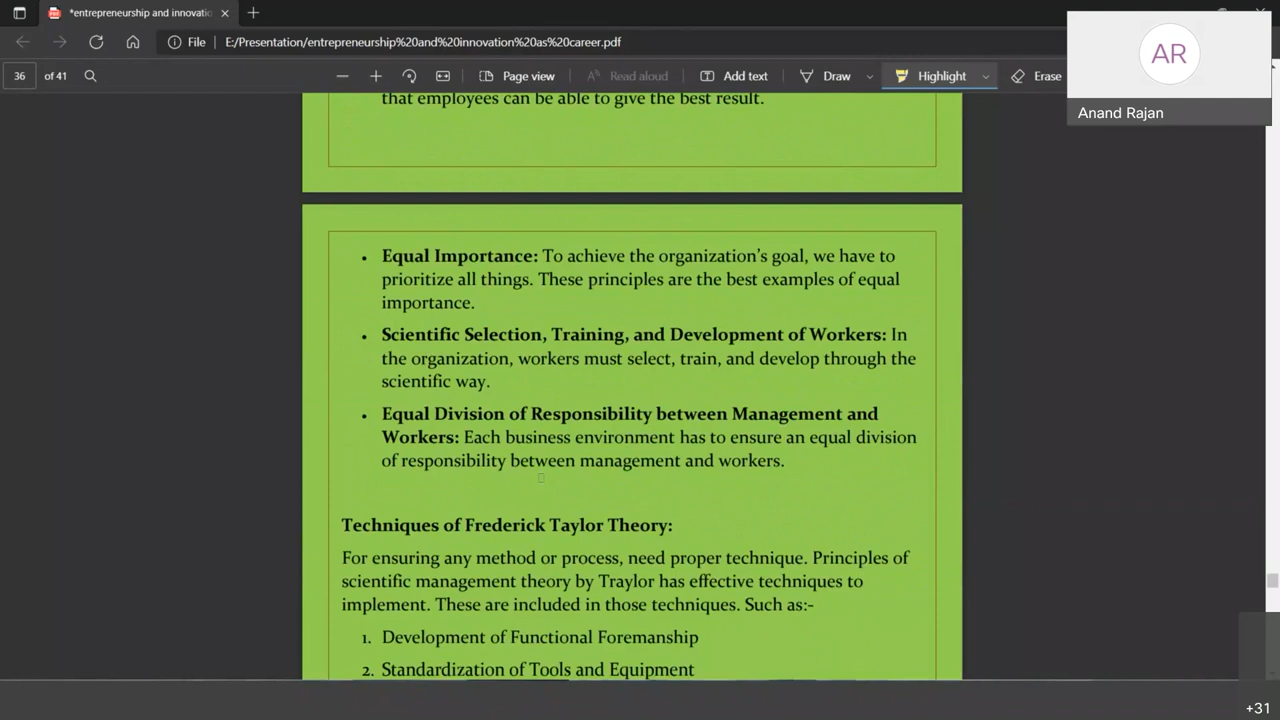 *entrepreneurship and innovatio
File
E:/Presentation/entrepreneurship%20and%20innovation%20as%20career.pdf
AR
Anand Rajan
36 of 41
Page view
Read aloud
Add text
Draw
Highlight
Erase
that employees can be able to give the best result.
• Equal Importance: To achieve the organization's goal, we have to
prioritize all things. These principles are the best examples of equal
importance.
• Scientific Selection, Training, and Development of Workers: In
the organization, workers must select, train, and develop through the
scientific way.
• Equal Division of Responsibility between Management and
Workers: Each business environment has to ensure an equal division
of responsibility between management and workers.
Techniques of Frederick Taylor Theory:
For ensuring any method or process, need proper technique. Principles of
scientific management theory by Traylor has effective techniques to
implement. These are included in those techniques. Such as:-
1. Development of Functional Foremanship
2. Standardization of Tools and Equipment
+31